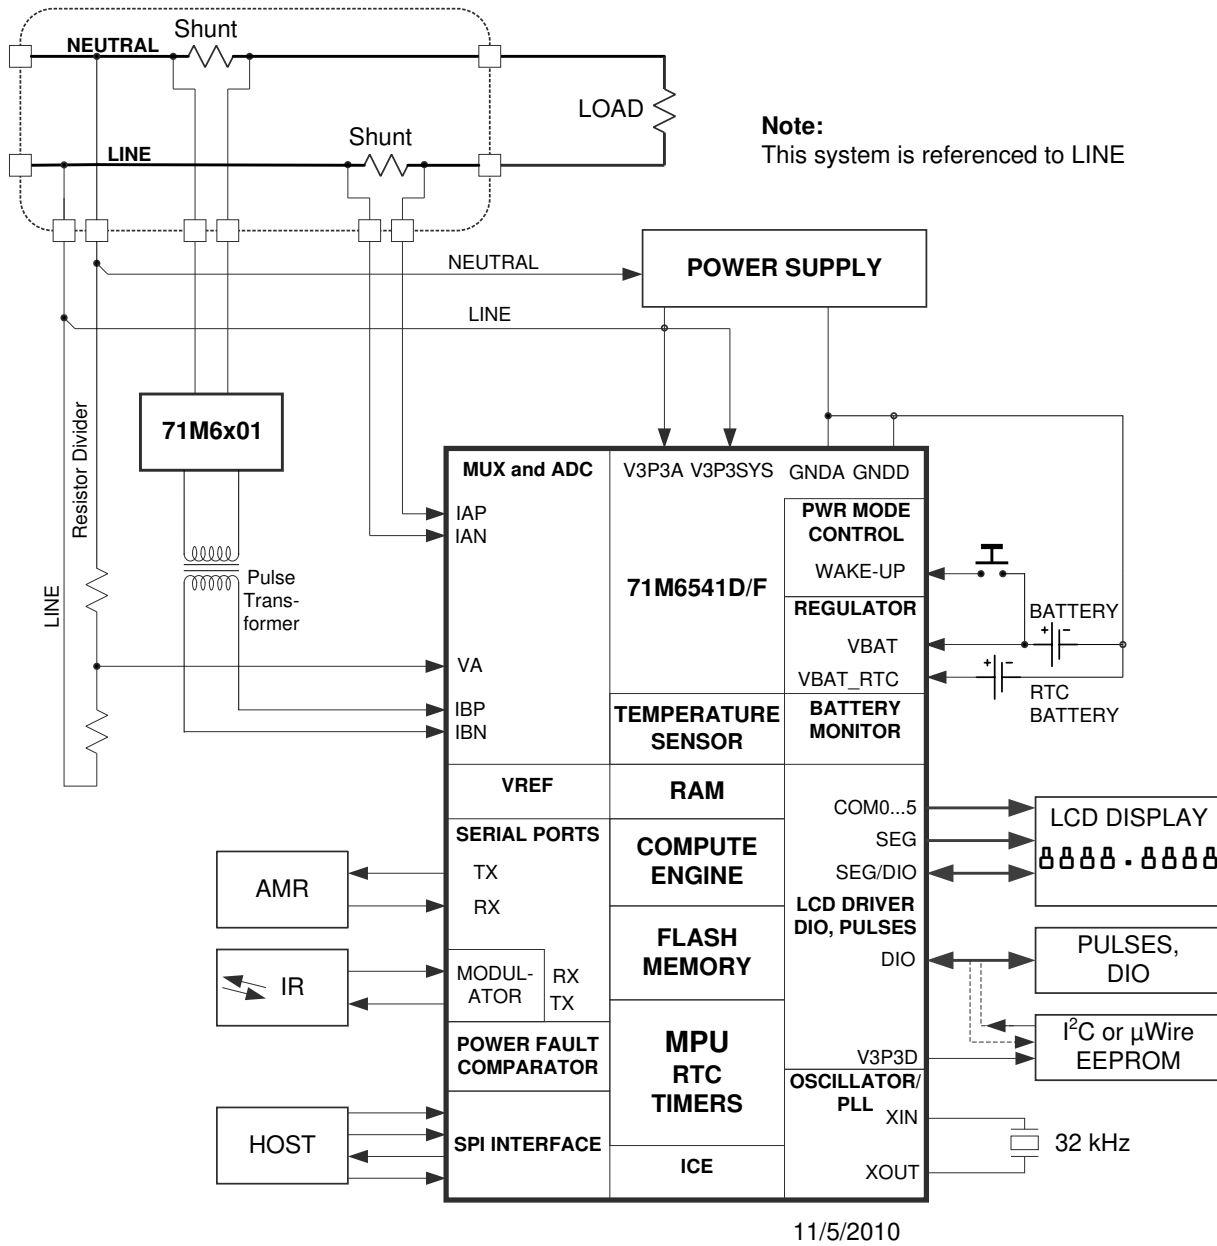 Shunt
NEUTRAL
LOAD
Note:
This system is referenced to LINE
Shunt
LINE
NEUTRAL
POWER SUPPLY
LINE
71M6x01
Resistor Divider
LINE
Pulse
Trans-
former
MUX and ADC
V3P3A V3P3SYS
GNDA GNDD
IAP
IAN
PWR MODE
CONTROL
WAKE-UP
71M6541D/F
REGULATOR
BATTERY
VBAT
VA
VBAT_RTC
RTC
BATTERY
IBP
IBN
TEMPERATURE
SENSOR
BATTERY
MONITOR
VREF
RAM
COM0...5
LCD DISPLAY
SERIAL PORTS
COMPUTE
ENGINE
SEG
SEG/DIO
AMR
TX
RX
LCD DRIVER
DIO, PULSES
FLASH
MEMORY
DIO
PULSES,
DIO
IR
MODUL-
ATOR
RX
TX
I²C or µWire
EEPROM
POWER FAULT
COMPARATOR
MPU
RTC
TIMERS
V3P3D
OSCILLATOR/
PLL
XIN
HOST
SPI INTERFACE
32 kHz
ICE
XOUT
11/5/2010